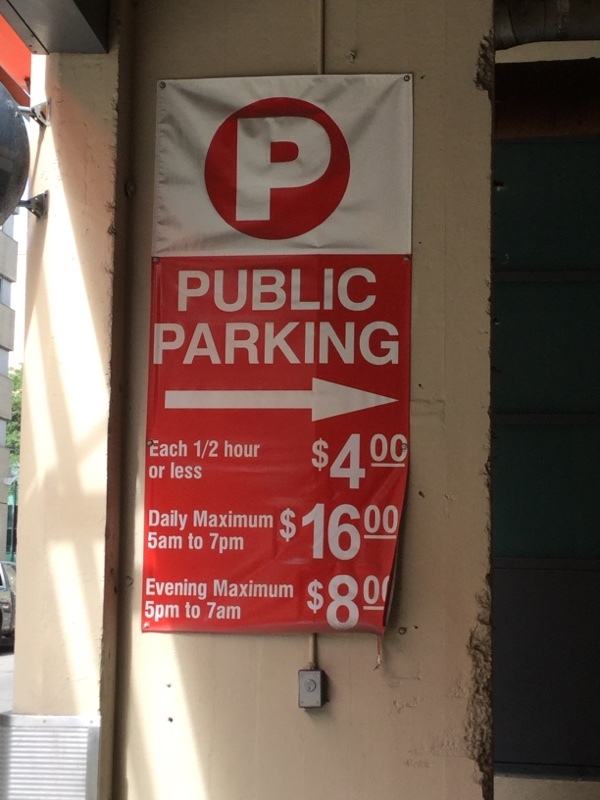 P
PUBLIC
PARKING
Each 1/2 hour
or less
$4.00
Daily Maximum
5am to 7pm
$16.00
Evening Maximum
5pm to 7am
$8.00